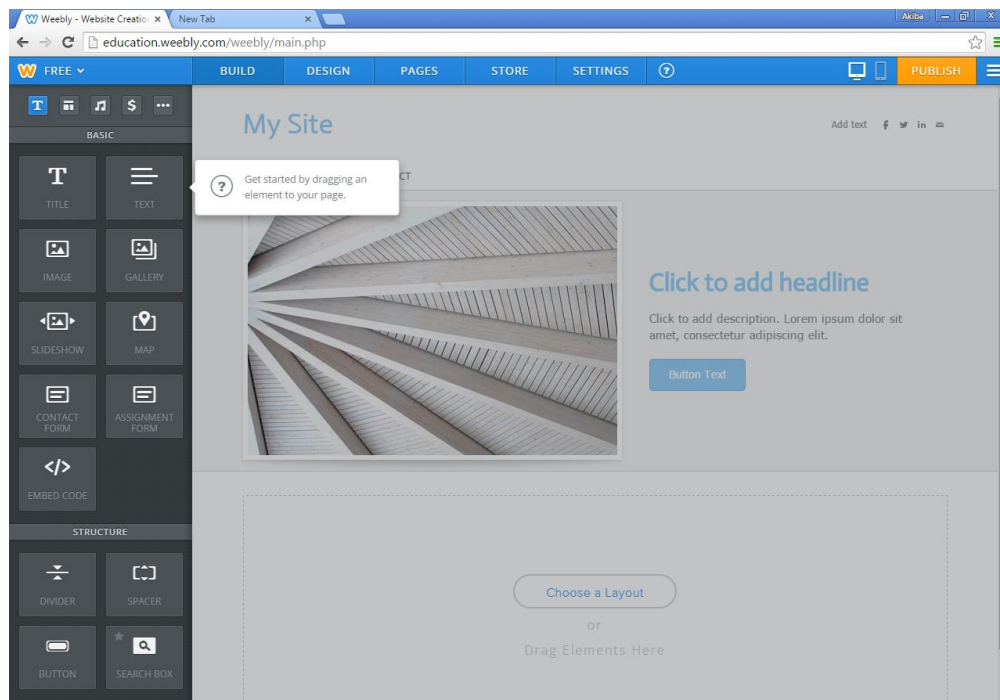 Weebly - Website Creatio
New Tab
Akiba
education.weebly.com/weebly/main.php
W FREE
BUILD
DESIGN
PAGES
STORE
SETTINGS
?
PUBLISH
T
$
BASIC
My Site
Add text
f
in
T
TITLE
TEXT
?
Get started by dragging an
element to your page.
CT
IMAGE
GALLERY
SLIDESHOW
MAP
Click to add headline
Click to add description. Lorem ipsum dolor sit
amet, consectetur adipiscing elit.
Button Text
CONTACT
FORM
ASSIGNMENT
FORM
</>
EMBED CODE
STRUCTURE
DIVIDER
SPACER
Choose a Layout
or
Drag Elements Here
BUTTON
SEARCH BOX